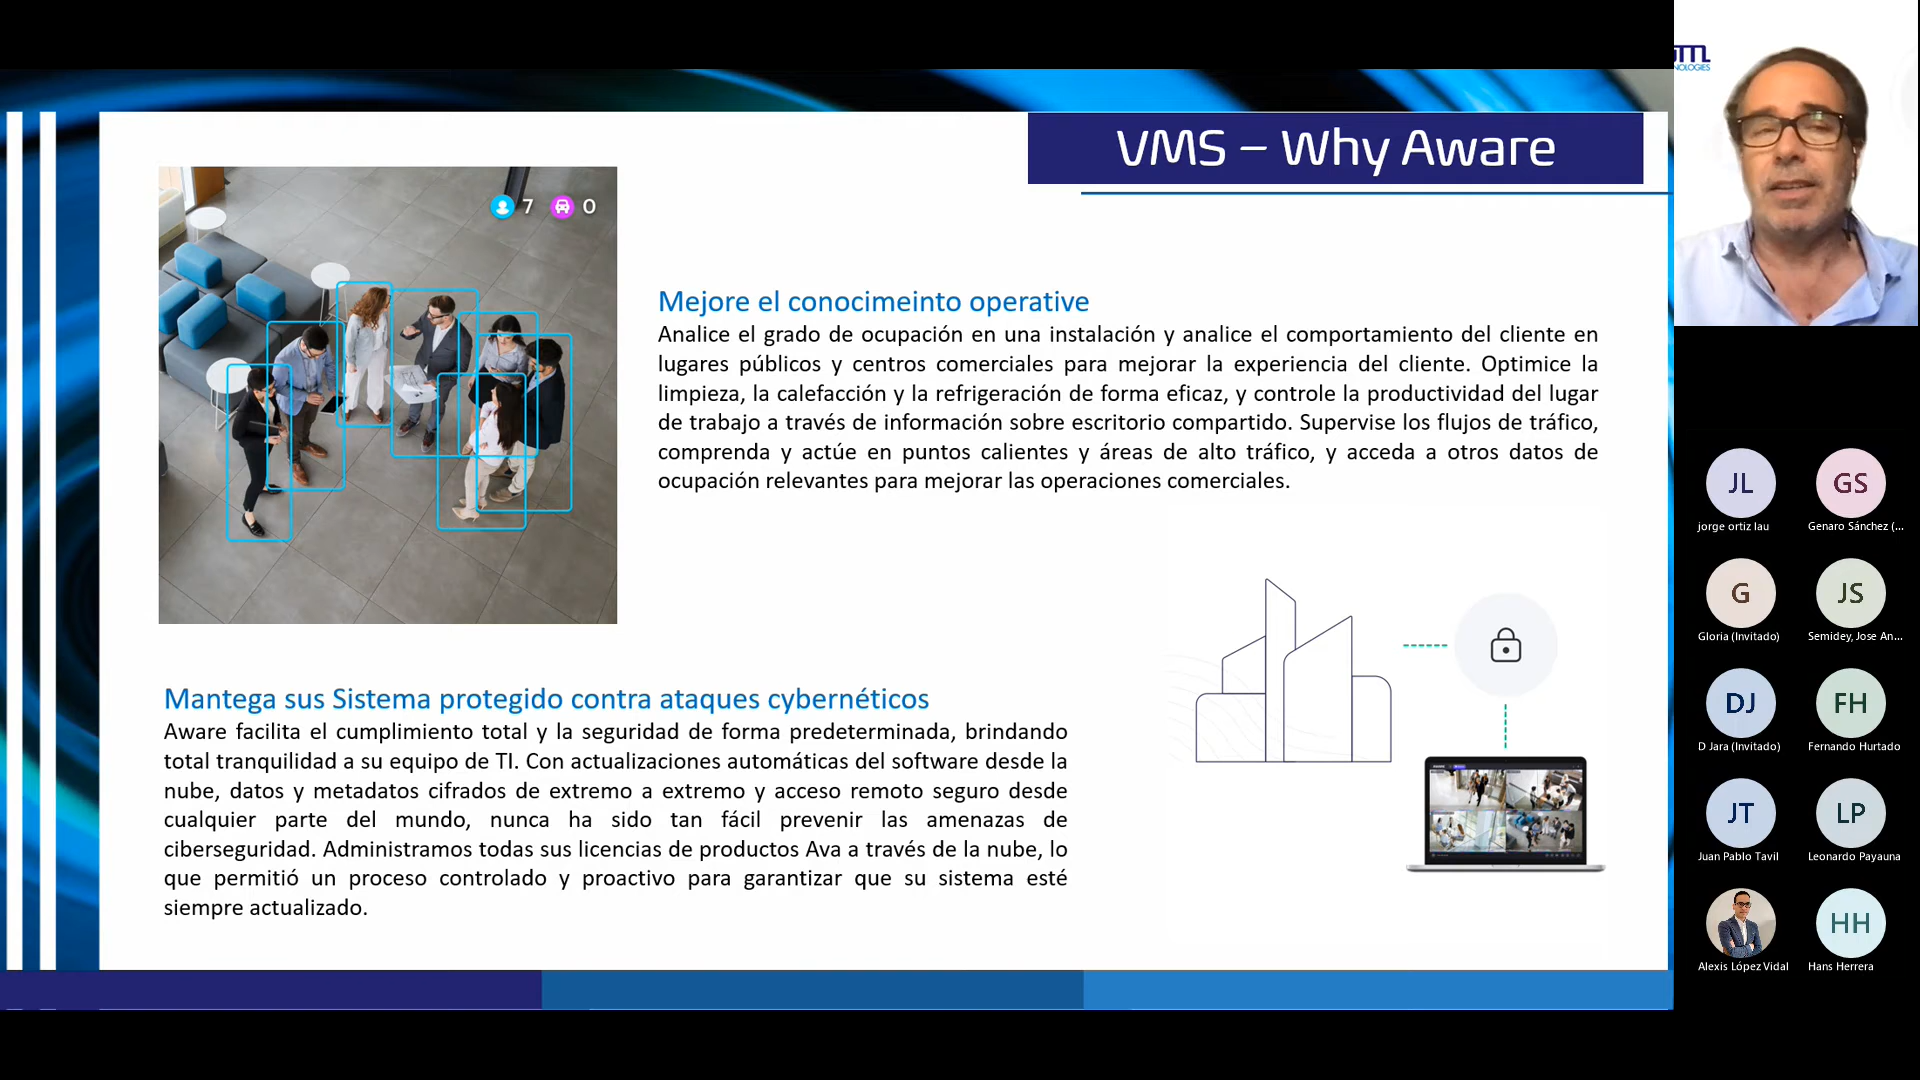 VMS – Why Aware
7 0
Mejore el conocimeinto operative
Analice el grado de ocupación en una instalación y analice el comportamiento del cliente en
lugares públicos y centros comerciales para mejorar la experiencia del cliente. Optimice la
limpieza, la calefacción y la refrigeración de forma eficaz, y controle la productividad del lugar
de trabajo a través de información sobre escritorio compartido. Supervise los flujos de tráfico,
comprenda y actúe en puntos calientes y áreas de alto tráfico, y acceda a otros datos de
ocupación relevantes para mejorar las operaciones comerciales.
Mantega sus Sistema protegido contra ataques cybernéticos
Aware facilita el cumplimiento total y la seguridad de forma predeterminada, brindando
total tranquilidad a su equipo de TI. Con actualizaciones automáticas del software desde la
nube, datos y metadatos cifrados de extremo a extremo y acceso remoto seguro desde
cualquier parte del mundo, nunca ha sido tan fácil prevenir las amenazas de
ciberseguridad. Administramos todas sus licencias de productos Ava a través de la nube, lo
que permitió un proceso controlado y proactivo para garantizar que su sistema esté
siempre actualizado.
JL
jorge ortiz lau
GS
Genaro Sánchez (...
G
Gloria (Invitado)
JS
Semidey, Jose An...
DJ
D Jara (Invitado)
FH
Fernando Hurtado
JT
Juan Pablo Tavil
LP
Leonardo Payauna
Alexis López Vidal
HH
Hans Herrera